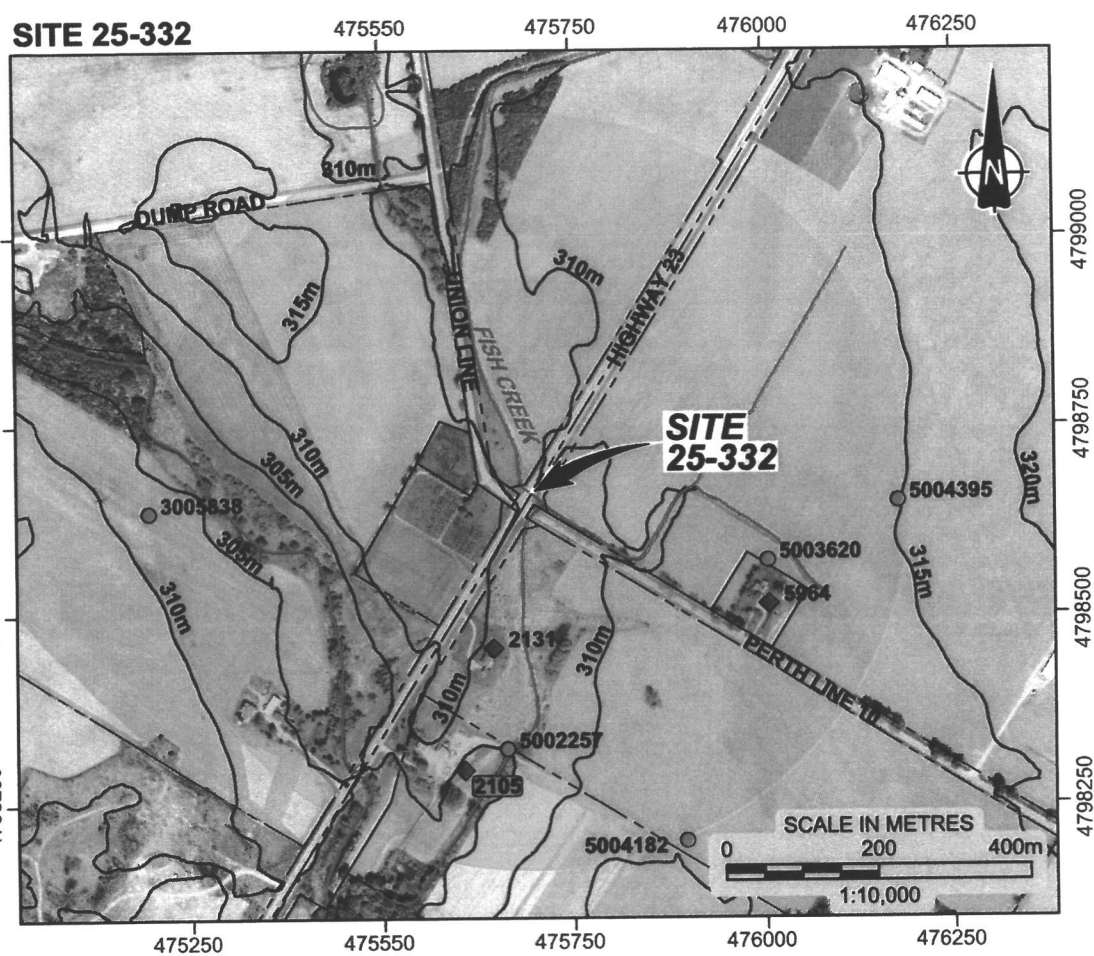 SITE 25-332
475550 475750 476000 476250
310m
DUMP ROAD
N
4799000
315m
UNION LINE
310m
HIGHWAY 23
FISH CREEK
4798750
SITE
25-332
310m
305m
320m
3005838
5004395
305m
5003620
315m
310m
5964
4798500
2131
310m
PERTH LINE 10
310m
5002257
2105
4798250
SCALE IN METRES
5004182
0 200 400m
1:10,000
475250 475550 475750 476000 476250